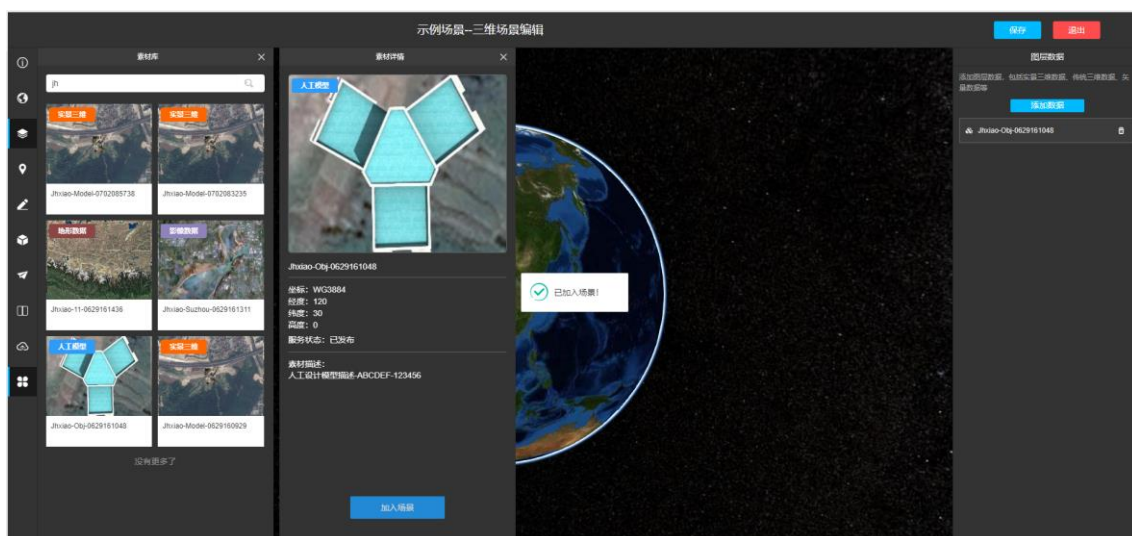 示例场景--三维场景编辑
保存
退出
素材库
jh
实景三维
实景三维
Jhxiao-Model-0702085738
Jhxiao-Model-0702083235
地形数据
影像数据
Jhxiao-11-0629161436
Jhxiao-Suzhou-0629161311
人工模型
实景三维
Jhxiao-Obj-0629161048
Jhxiao-Model-0629160929
没有更多了
素材详情
人工模型
Jhxiao-Obj-0629161048
坐标：WG3884
经度：120
纬度：30
高度：0
服务状态：已发布
素材描述：
人工设计模型描述-ABCDEF-123456
加入场景
已加入场景！
图层数据
添加图层数据，包括实景三维数据、传统三维数据、矢
量数据等
添加数据
Jhxiao-Obj-0629161048